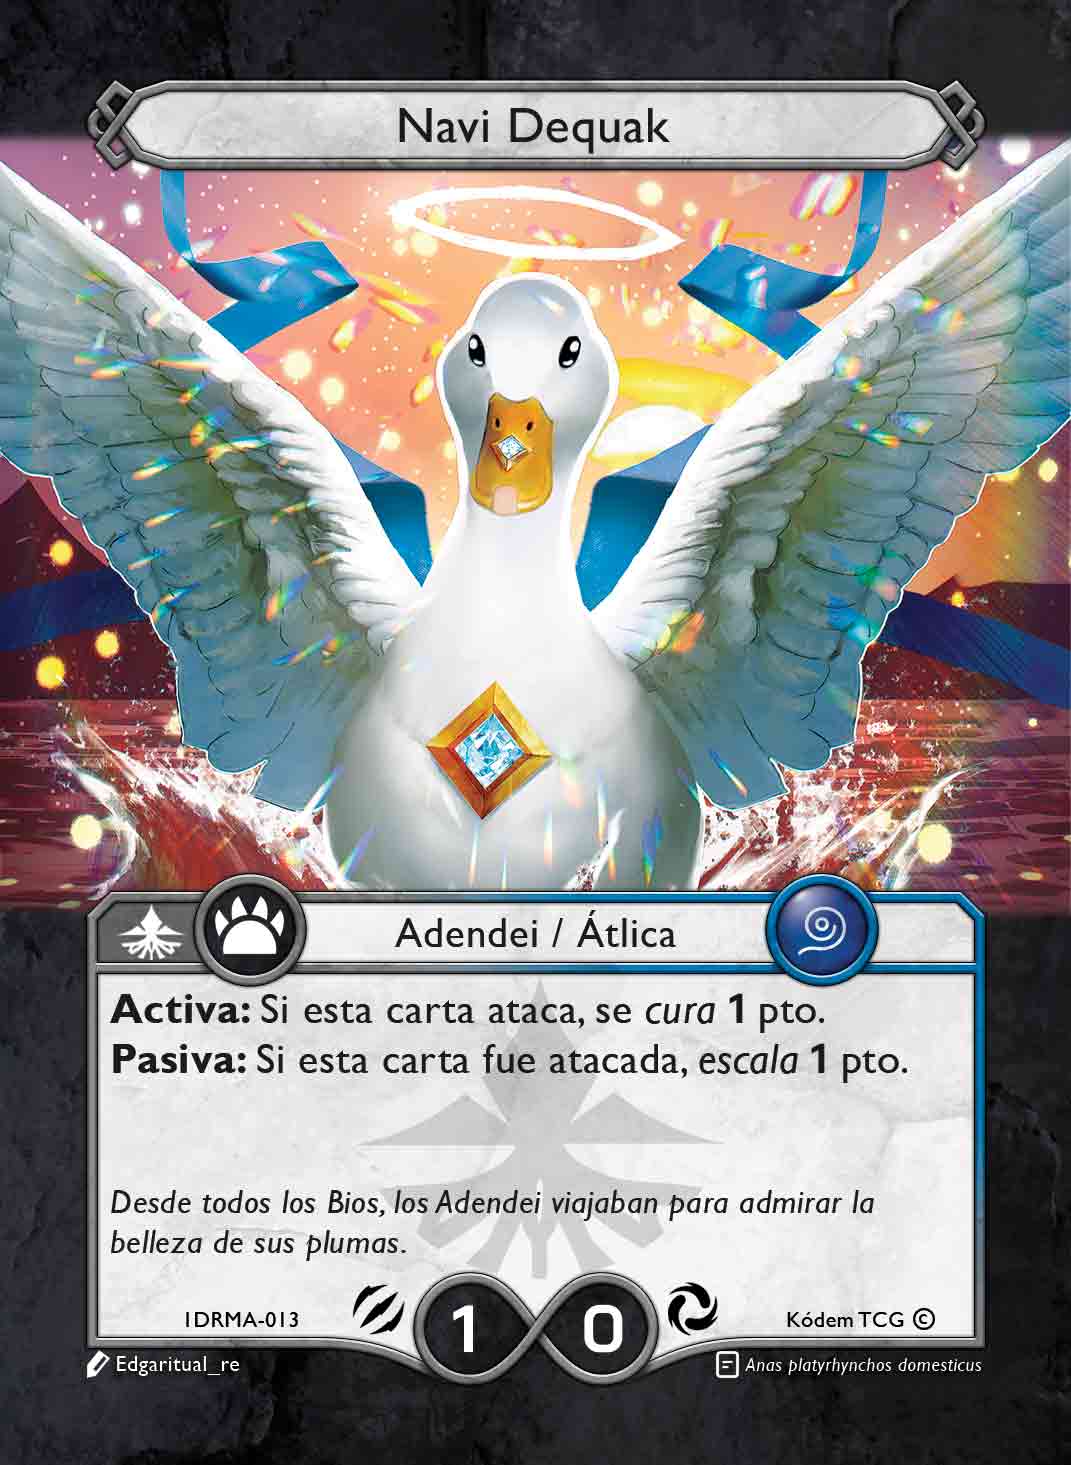 Navi Dequak
Adendei / Átlica
Activa: Si esta carta ataca, se cura 1 pto.
Pasiva: Si esta carta fue atacada, escala 1 pto.
Desde todos los Bios, los Adendei viajaban para admirar la
belleza de sus plumas.
1DRMA-013
1
0
Kódem TCG ©
Edgaritual_re
Anas platyrhynchos domesticus